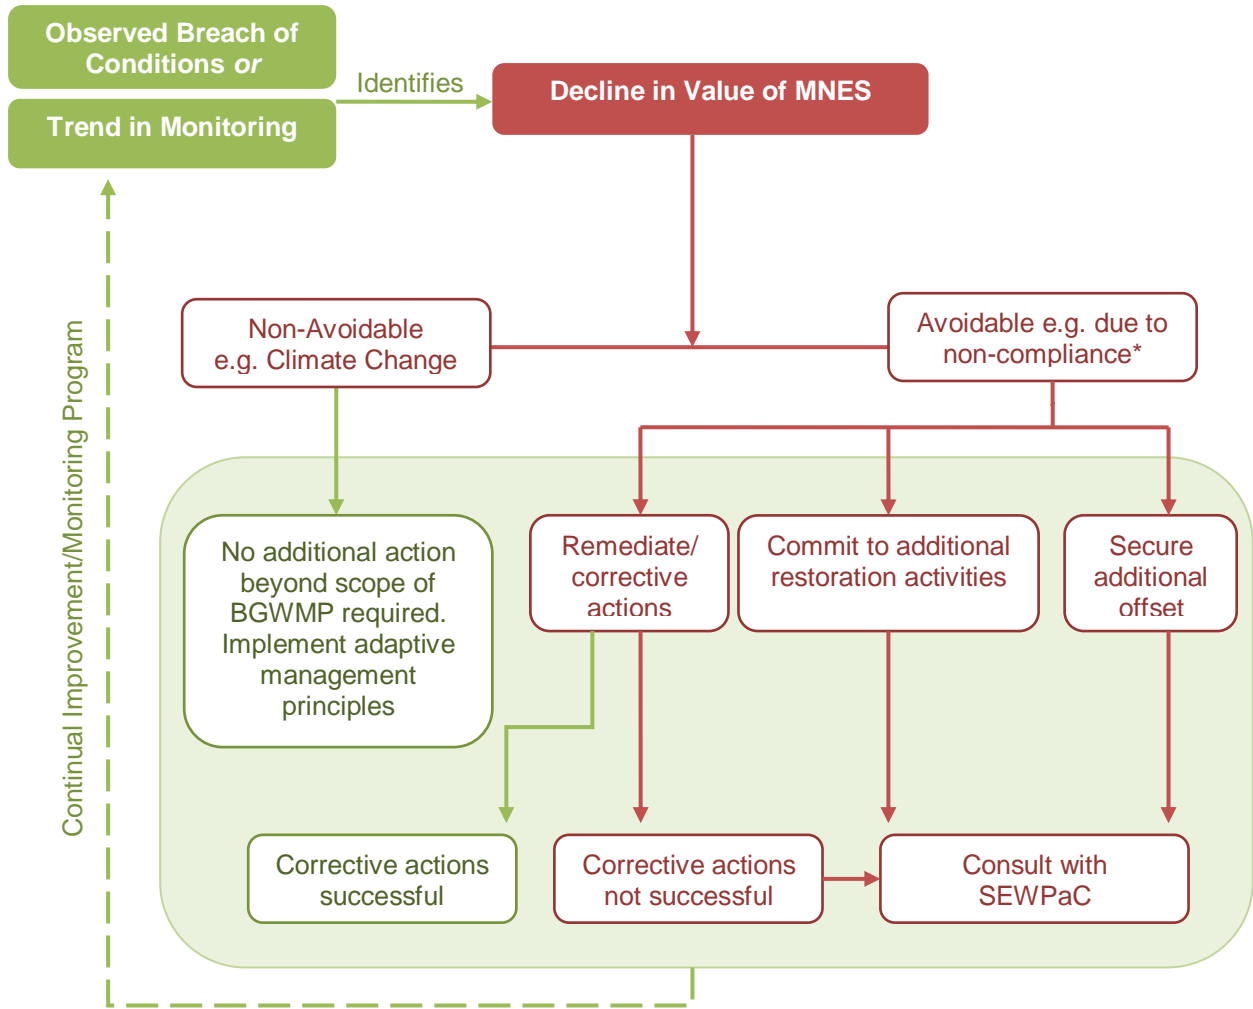 Observed Breach of
Conditions or
Trend in Monitoring
Identifies
Decline in Value of MNES
Non-Avoidable
e.g. Climate Change
Avoidable e.g. due to
non-compliance*
Continual Improvement/Monitoring Program
No additional action
beyond scope of
BGWMP required.
Implement adaptive
management
principles
Remediate/
corrective
actions
Commit to additional
restoration activities
Secure
additional
offset
Corrective actions
successful
Corrective actions
not successful
Consult with
SEWPaC